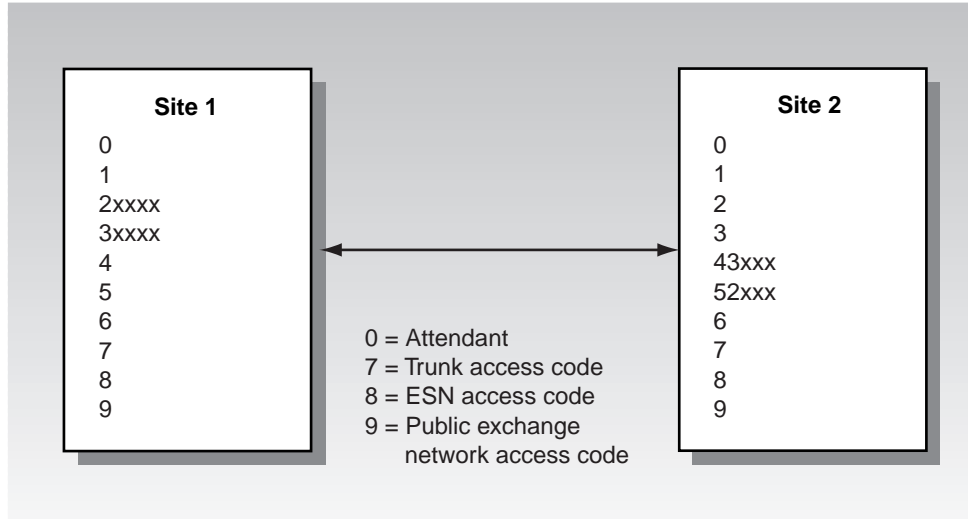 Site 1
0
1
2xxxx
3xxxx
4
5
6
7
8
9
0 = Attendant
7 = Trunk access code
8 = ESN access code
9 = Public exchange
network access code
Site 2
0
1
2
3
43xxx
52xxx
6
7
8
9